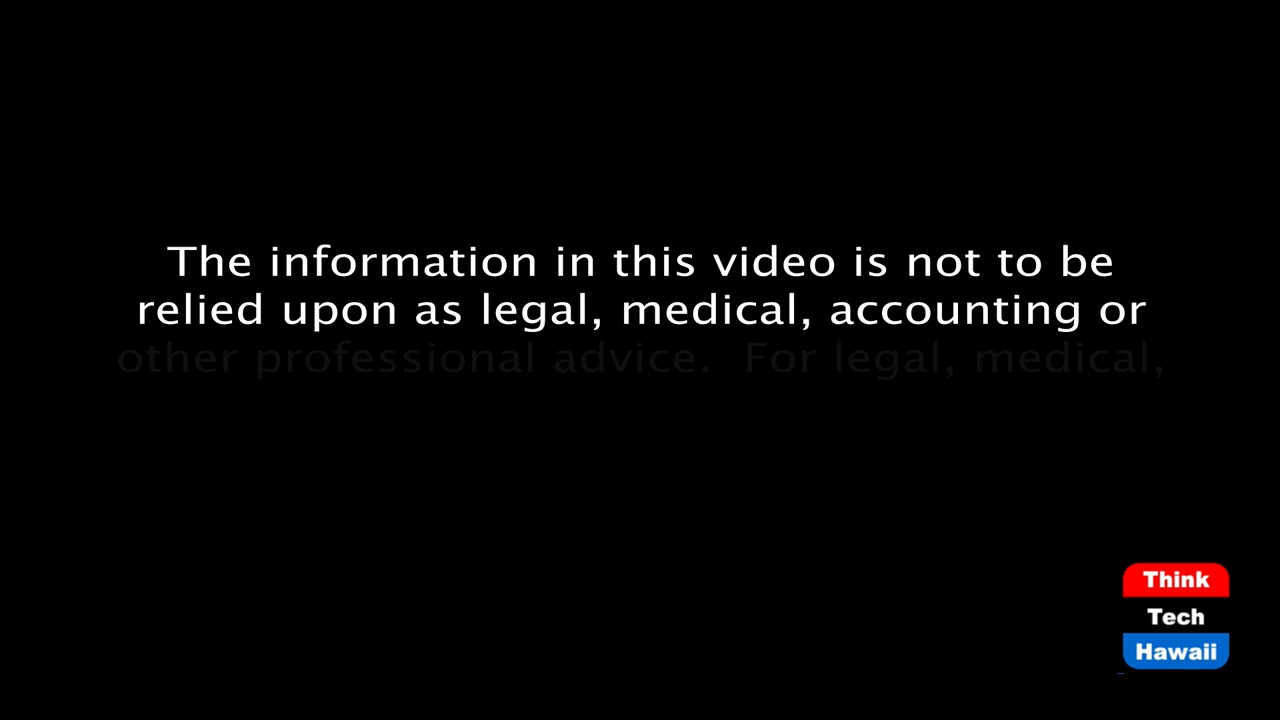 The information in this video is not to be
relied upon as legal, medical, accounting or
other professional advice.  For legal, medical,
Think
Tech
Hawaii